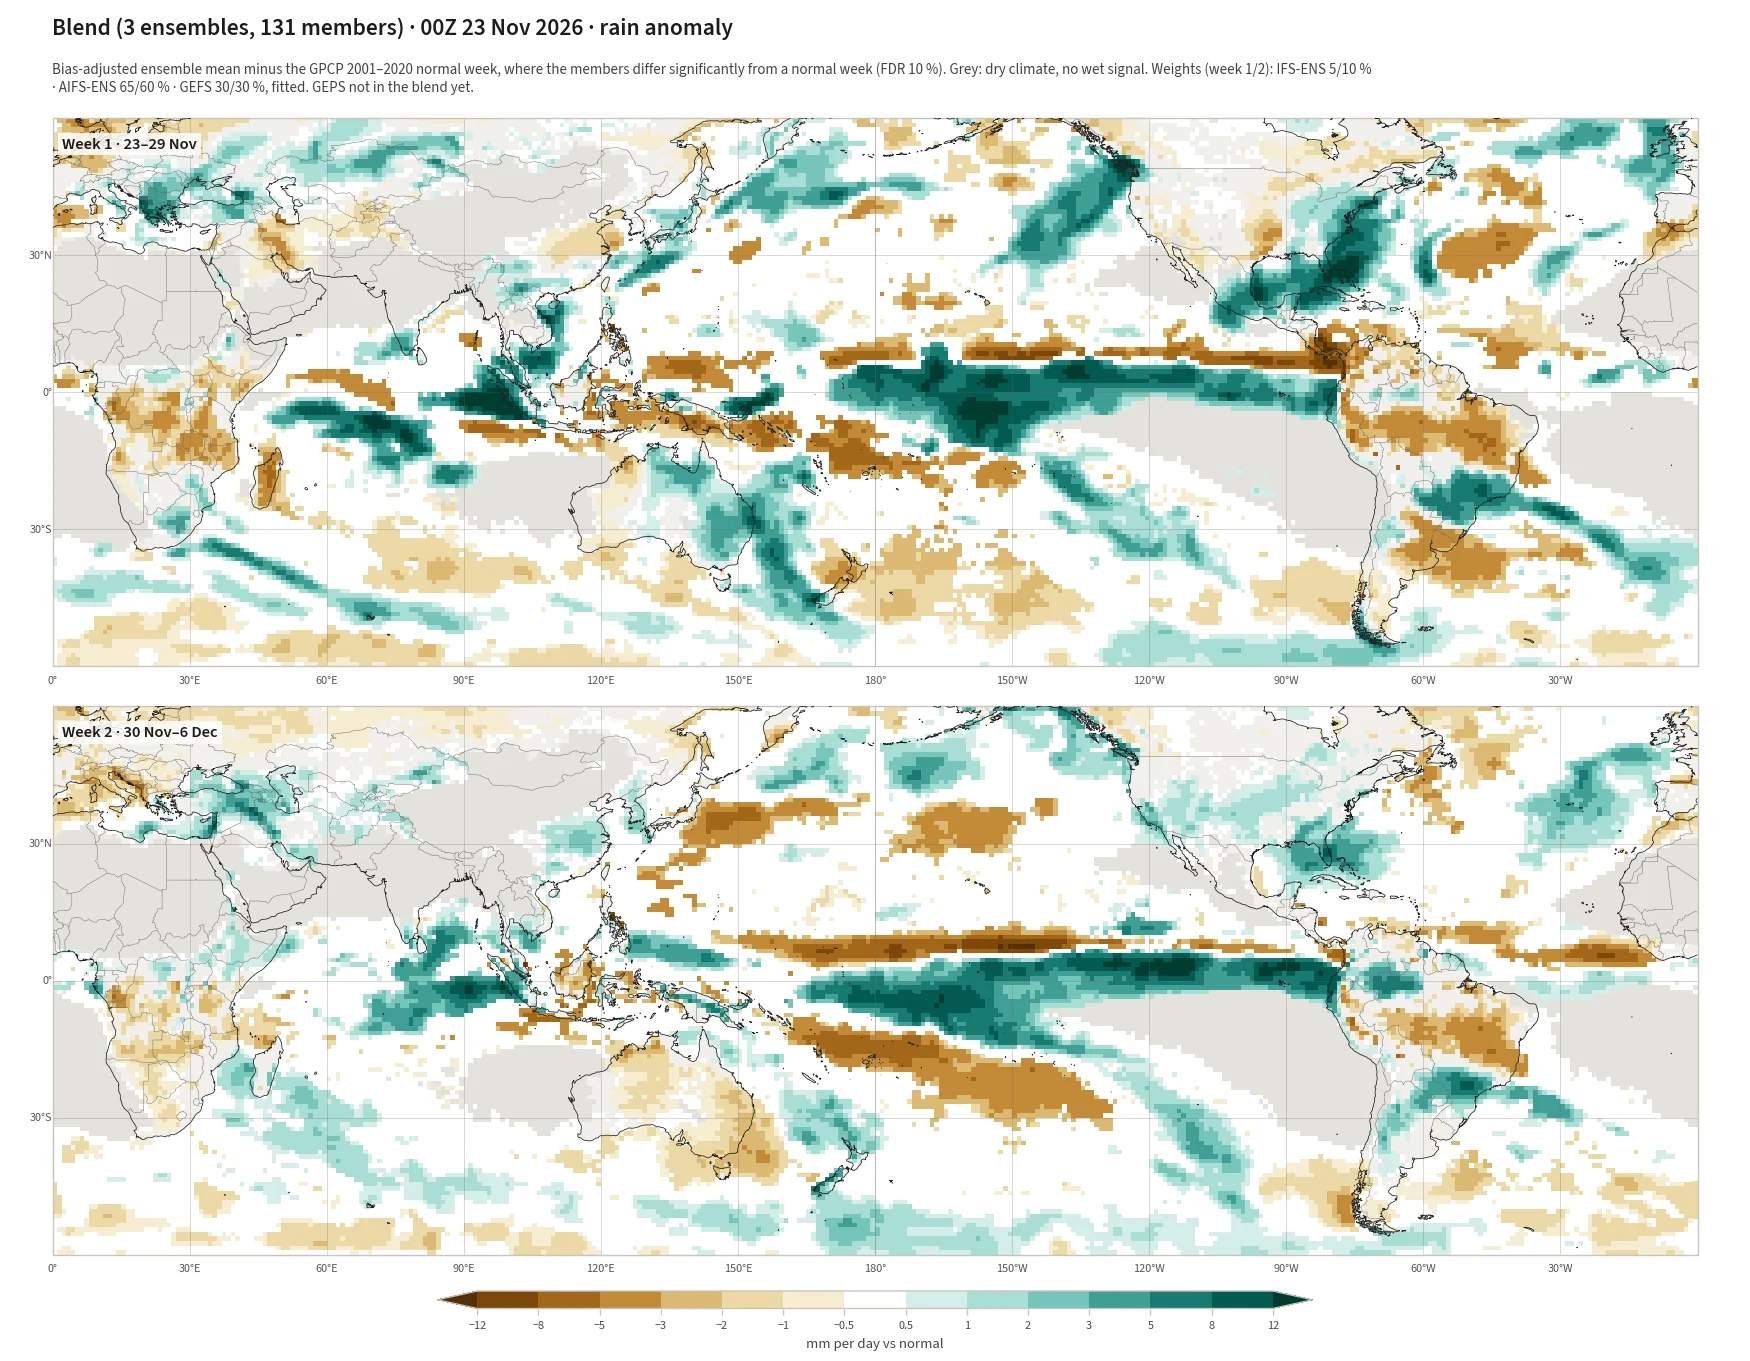 Blend (3 ensembles, 131 members) · 00Z 23 Nov 2026 · rain anomaly
Bias-adjusted ensemble mean minus the GPCP 2001–2020 normal week, where the members differ significantly from a normal week (FDR 10 %). Grey: dry climate, no wet signal. Weights (week 1/2): IFS-ENS 5/10 %
· AIFS-ENS 65/60 % · GEFS 30/30 %, fitted. GEPS not in the blend yet.
Week 1 · 23–29 Nov
30°N
0°
30°S
0° 30°E 60°E 90°E 120°E 150°E 180° 150°W 120°W 90°W 60°W 30°W
Week 2 · 30 Nov–6 Dec
30°N
0°
30°S
0° 30°E 60°E 90°E 120°E 150°E 180° 150°W 120°W 90°W 60°W 30°W
−12 −8 −5 −3 −2 −1 −0.5 0.5 1 2 3 5 8 12
mm per day vs normal